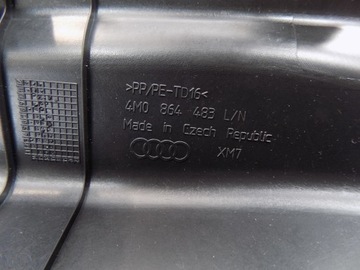 >PP/PE-TD16<
4M0 864 483 L/N
Made in Czech Republic
XM7